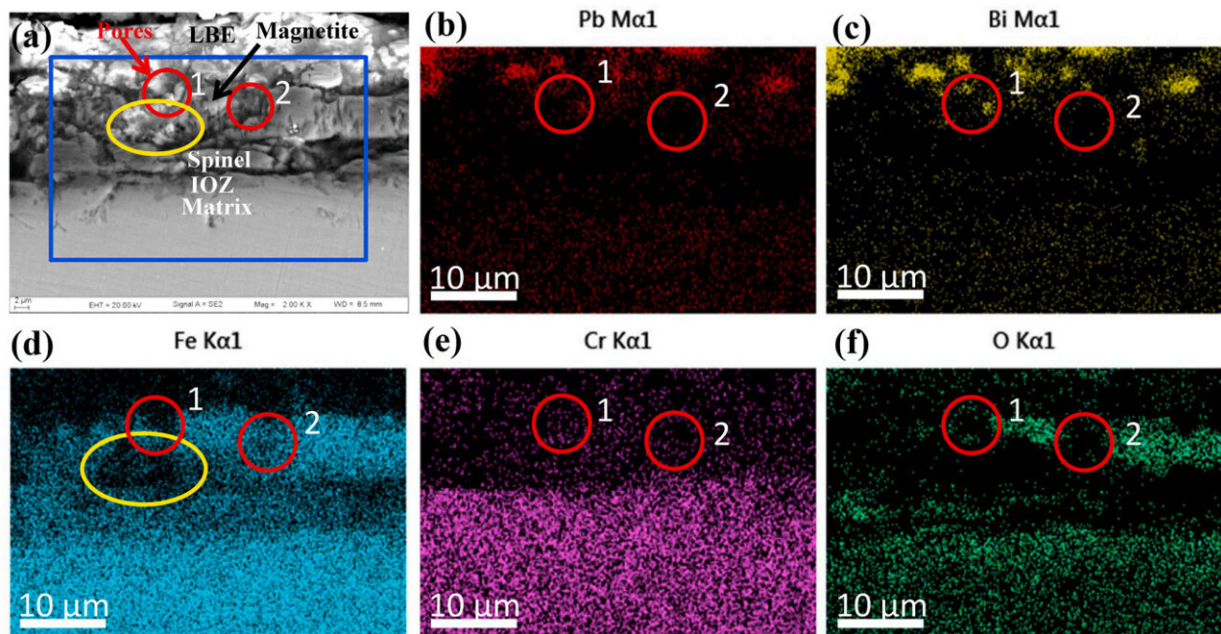 (a)
Pores
LBE
Magnetite
1
2
Spinel
IOZ
Matrix
2 μm
EHT = 20.00 kV
Signal A = SE2
Mag = 2.00 K X
WD = 8.5 mm
Pb Mα1
(b)
1
2
10 μm
Bi Mα1
(c)
1
2
10 μm
Fe Kα1
(d)
1
2
10 μm
Cr Kα1
(e)
1
2
10 μm
O Kα1
(f)
1
2
10 μm